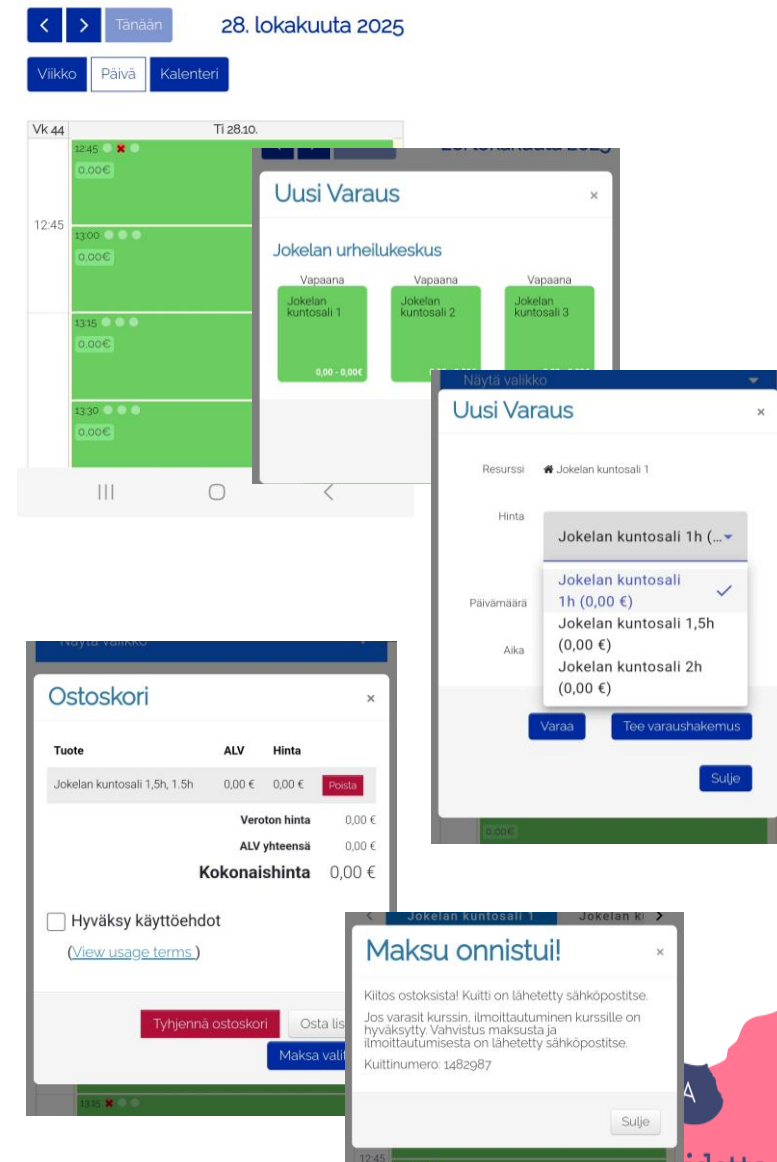 Tänään
28. lokakuuta 2025
Viikko
Päivä
Kalenteri
Vk 44
Ti 28.10.
12:45
0,00€
12:45
13:00
0,00€
13:15
0,00€
13:30
0,00€
Uusi Varaus ×
Jokelan urheilukeskus
Vapaana Vapaana Vapaana
Jokelan kuntosali 1
0,00 - 0,00€
Jokelan kuntosali 2
Jokelan kuntosali 3
Näytä valikko
Uusi Varaus ×
Resurssi Jokelan kuntosali 1
Hinta
Jokelan kuntosali 1h (...
Jokelan kuntosali
1h (0,00 €)
Jokelan kuntosali 1,5h
(0,00 €)
Jokelan kuntosali 2h
(0,00 €)
Päivämäärä
Aika
Varaa
Tee varaushakemus
Sulje
0,00€
Näytä valikko
Ostoskori ×
Tuote ALV Hinta
Jokelan kuntosali 1,5h, 1.5h 0,00 € 0,00 € Poista
Veroton hinta 0,00 €
ALV yhteensä 0,00 €
Kokonaishinta 0,00 €
Hyväksy käyttöehdot
(View usage terms )
Tyhjennä ostoskori
Osta lis
Maksa valit
13:15
Jokelan kuntosali 1
Jokelan k
Maksu onnistui! ×
Kiitos ostoksista! Kuitti on lähetetty sähköpostitse.
Jos varasit kurssin, ilmoittautuminen kurssille on
hyväksytty. Vahvistus maksusta ja
ilmoittautumisesta on lähetetty sähköpostitse.
Kuittinumero: 1482987
Sulje
12:45
A